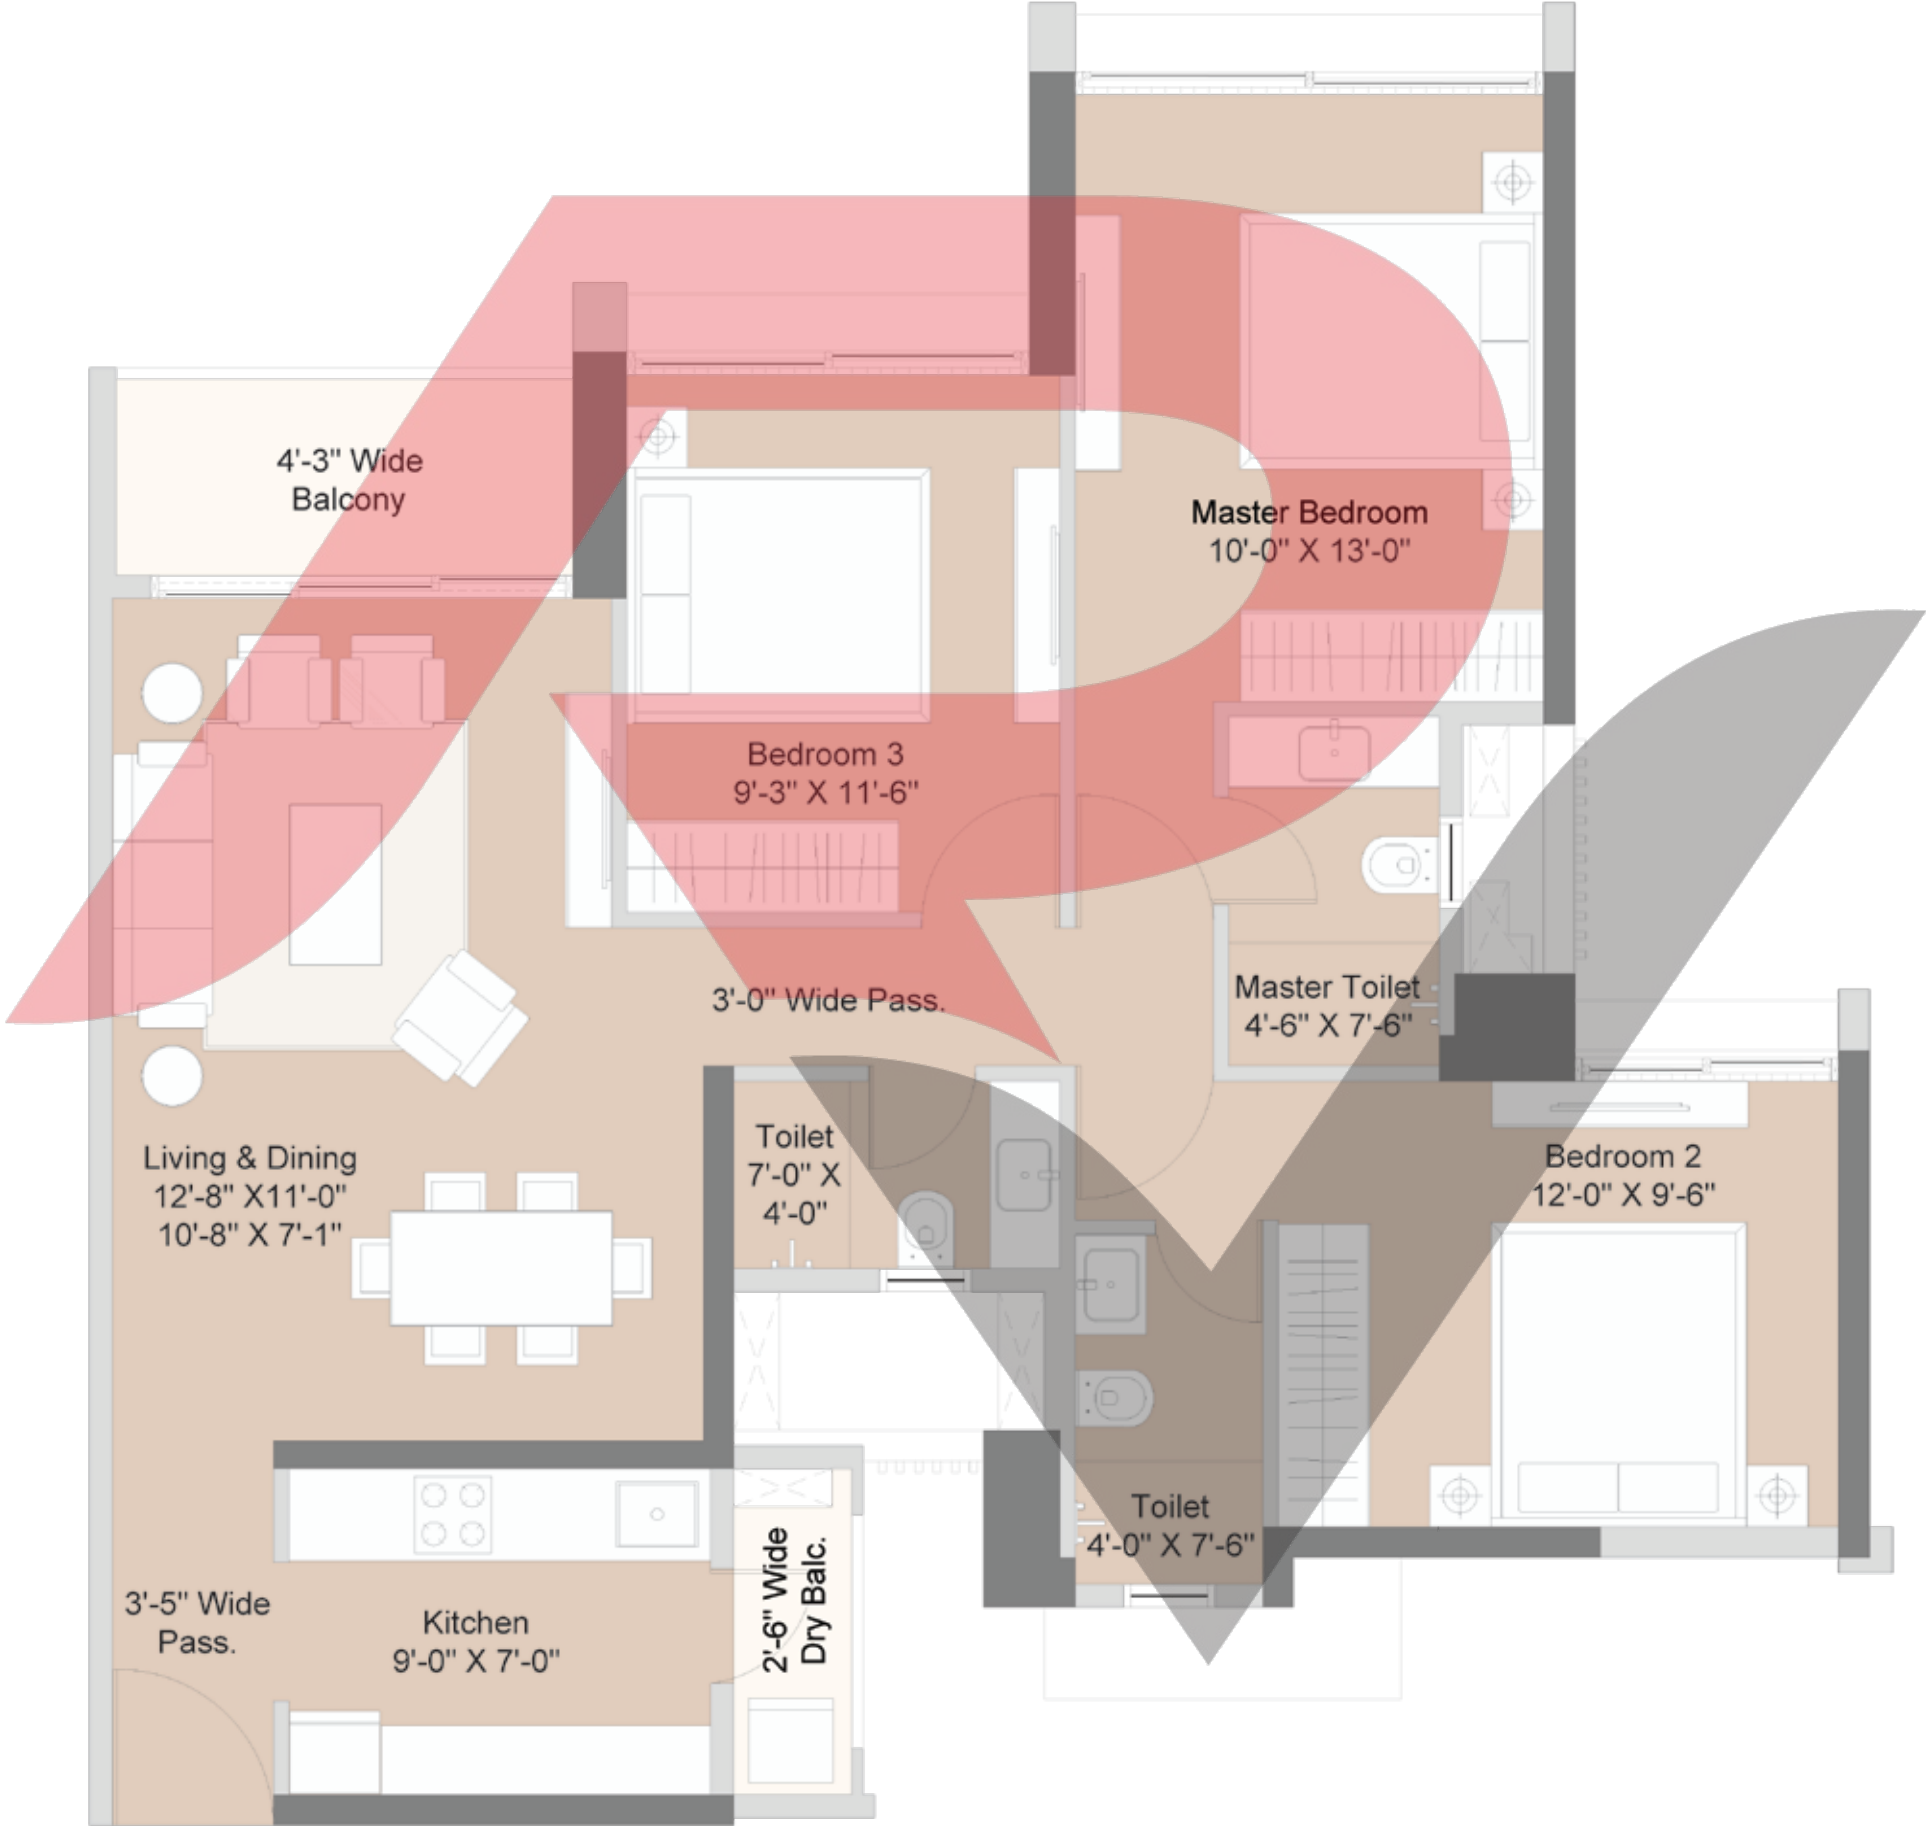 4'-3" Wide
Balcony
Master Bedroom
10'-0" X 13'-0"
Bedroom 3
9'-3" X 11'-6"
3'-0" Wide Pass.
Master Toilet
4'-6" X 7'-6"
Toilet
7'-0" X
4'-0"
Living & Dining
12'-8" X11'-0"
10'-8" X 7'-1"
Bedroom 2
12'-0" X 9'-6"
Toilet
4'-0" X 7'-6"
2'-6" Wide
Dry Balc.
3'-5" Wide
Pass.
Kitchen
9'-0" X 7'-0"